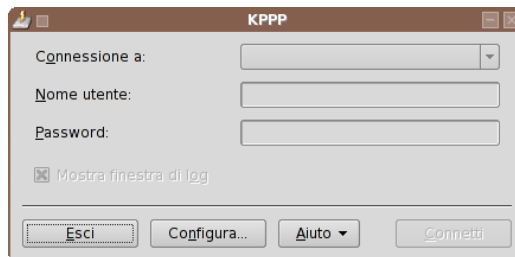 KPPP
Connessione a:
Nome utente:
Password:
Mostra finestra di log
Esci Configura... Aiuto Connetti